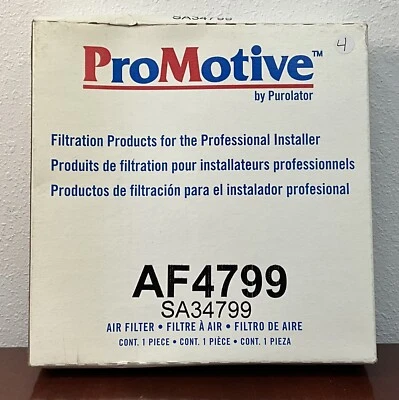 SA34799
4
ProMotive™
by Purolator
Filtration Products for the Professional Installer
Produits de filtration pour installateurs professionnels
Productos de filtración para el instalador profesional
AF4799
SA34799
AIR FILTER • FILTRE À AIR • FILTRO DE AIRE
CONT. 1 PIECE • CONT. 1 PIÈCE • CONT. 1 PIEZA